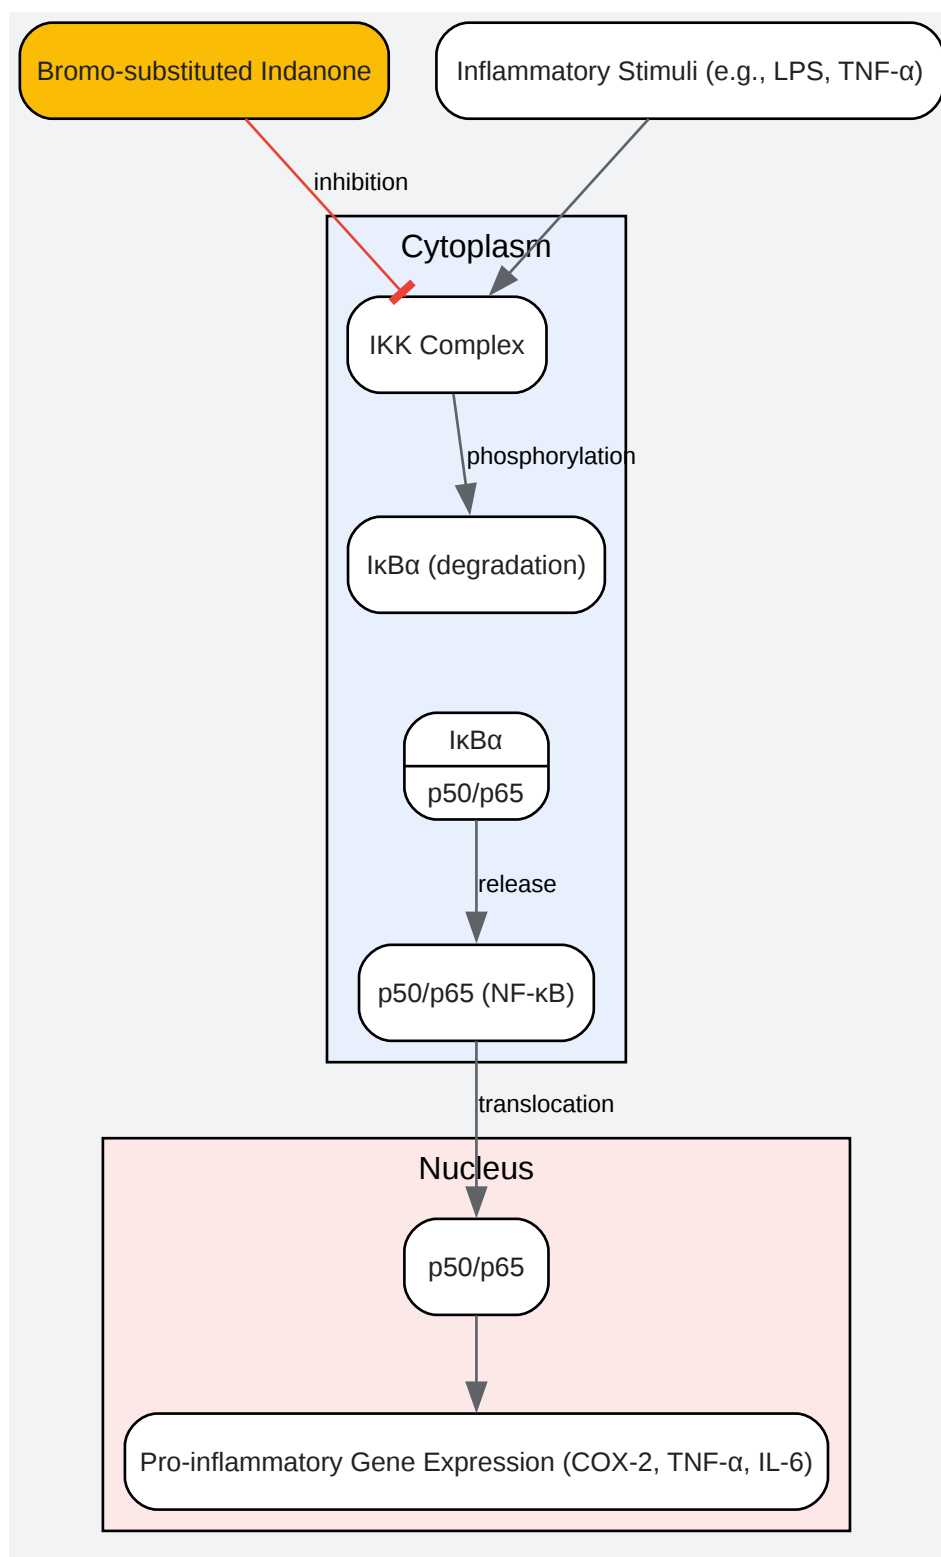 Bromo-substituted Indanone
Inflammatory Stimuli (e.g., LPS, TNF-α)
inhibition
Cytoplasm
IKK Complex
phosphorylation
IκBα (degradation)
IκBα
p50/p65
release
p50/p65 (NF-κB)
translocation
Nucleus
p50/p65
Pro-inflammatory Gene Expression (COX-2, TNF-α, IL-6)